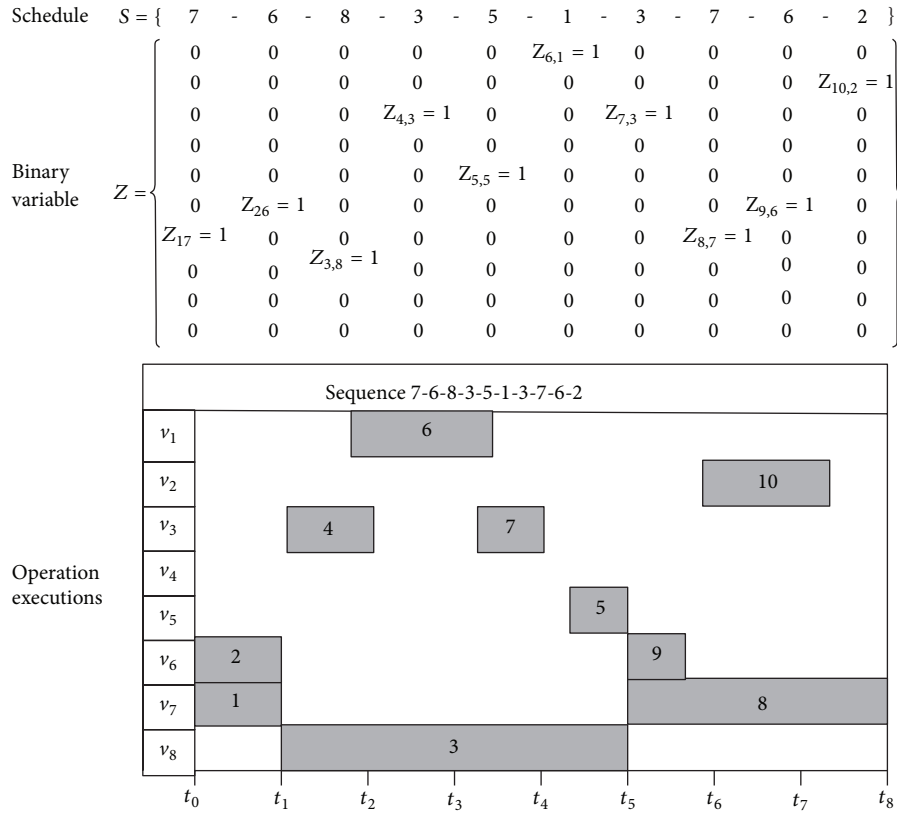 Schedule S = { 7 - 6 - 8 - 3 - 5 - 1 - 3 - 7 - 6 - 2 }
0 0 0 0 0 Z6,1 = 1 0 0 0 0
0 0 0 0 0 0 0 0 0 Z10,2 = 1
0 0 0 Z4,3 = 1 0 0 Z7,3 = 1 0 0 0
0 0 0 0 0 0 0 0 0 0
Binary variable Z = { 0 0 0 0 Z5,5 = 1 0 0 0 0 0 }
0 Z26 = 1 0 0 0 0 0 0 Z9,6 = 1 0
Z17 = 1 0 0 0 0 0 0 Z8,7 = 1 0 0
0 0 Z3,8 = 1 0 0 0 0 0 0 0
0 0 0 0 0 0 0 0 0 0
0 0 0 0 0 0 0 0 0 0
Sequence 7-6-8-3-5-1-3-7-6-2
v1 6
v2 10
v3 4 7
v4
Operation executions
v5 5
v6 2 9
v7 1 8
v8 3
t0 t1 t2 t3 t4 t5 t6 t7 t8